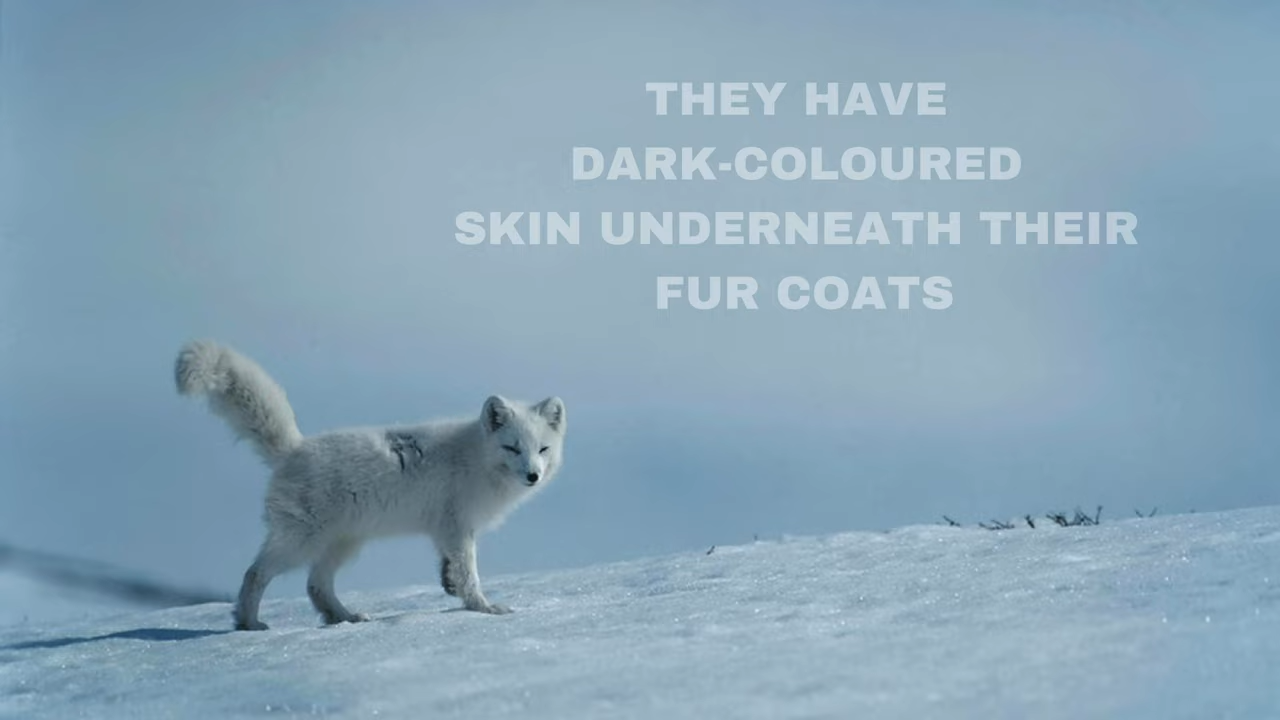 THEY HAVE
DARK-COLOURED
SKIN UNDERNEATH THEIR
FUR COATS